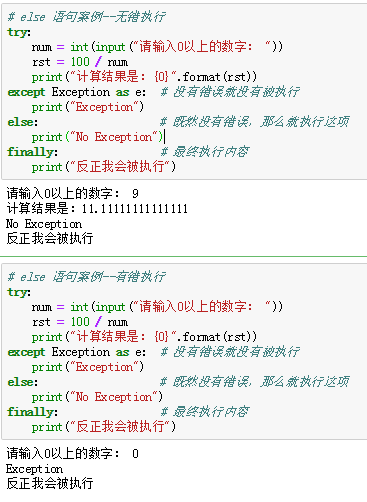 # else 语句案例--无错执行
try:
    num = int(input("请输入0以上的数字： "))
    rst = 100 / num
    print("计算结果是：{0}".format(rst))
except Exception as e:  # 没有错误就没有被执行
    print("Exception")
else:                   # 既然没有错误，那么就执行这项
    print("No Exception")
finally:                # 最终执行内容
    print("反正我会被执行")
请输入0以上的数字： 9
计算结果是：11.11111111111111
No Exception
反正我会被执行
# else 语句案例--有错执行
try:
    num = int(input("请输入0以上的数字： "))
    rst = 100 / num
    print("计算结果是：{0}".format(rst))
except Exception as e:  # 没有错误就没有被执行
    print("Exception")
else:                   # 既然没有错误，那么就执行这项
    print("No Exception")
finally:                # 最终执行内容
    print("反正我会被执行")
请输入0以上的数字： 0
Exception
反正我会被执行